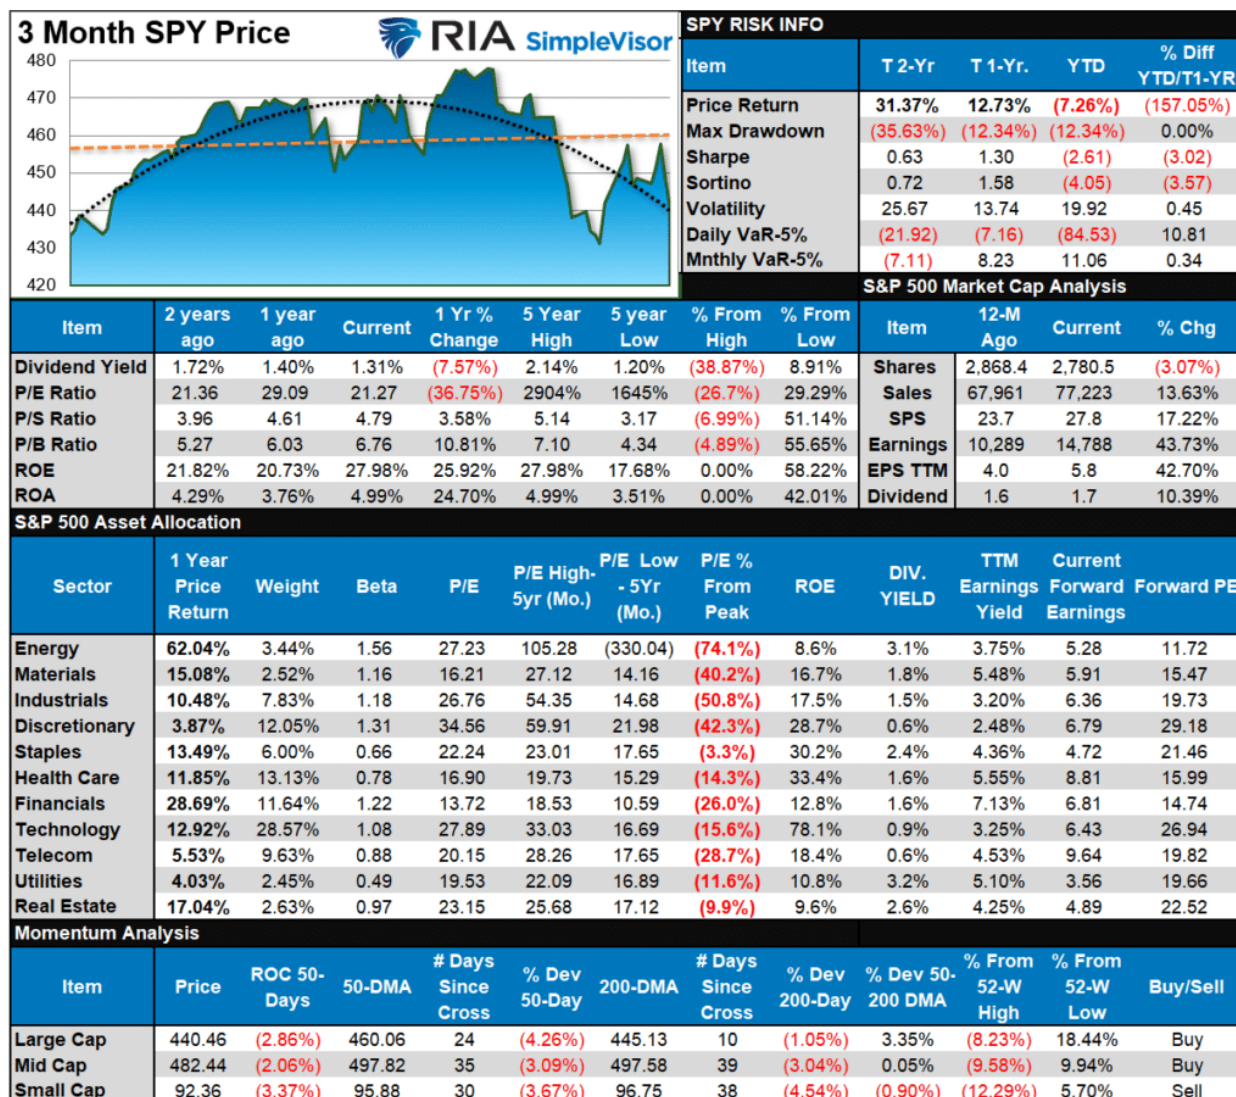 3 Month SPY Price
RIA SimpleVisor
480
470
460
450
440
430
420
SPY RISK INFO
Item T 2-Yr T 1-Yr. YTD % Diff YTD/T1-YR
Price Return 31.37% 12.73% (7.26%) (157.05%)
Max Drawdown (35.63%) (12.34%) (12.34%) 0.00%
Sharpe 0.63 1.30 (2.61) (3.02)
Sortino 0.72 1.58 (4.05) (3.57)
Volatility 25.67 13.74 19.92 0.45
Daily VaR-5% (21.92) (7.16) (84.53) 10.81
Mnthly VaR-5% (7.11) 8.23 11.06 0.34
Item 2 years ago 1 year ago Current 1 Yr % Change 5 Year High 5 year Low % From High % From Low
Dividend Yield 1.72% 1.40% 1.31% (7.57%) 2.14% 1.20% (38.87%) 8.91%
P/E Ratio 21.36 29.09 21.27 (36.75%) 2904% 1645% (26.7%) 29.29%
P/S Ratio 3.96 4.61 4.79 3.58% 5.14 3.17 (6.99%) 51.14%
P/B Ratio 5.27 6.03 6.76 10.81% 7.10 4.34 (4.89%) 55.65%
ROE 21.82% 20.73% 27.98% 25.92% 27.98% 17.68% 0.00% 58.22%
ROA 4.29% 3.76% 4.99% 24.70% 4.99% 3.51% 0.00% 42.01%
S&P 500 Market Cap Analysis
Item 12-M Ago Current % Chg
Shares 2,868.4 2,780.5 (3.07%)
Sales 67,961 77,223 13.63%
SPS 23.7 27.8 17.22%
Earnings 10,289 14,788 43.73%
EPS TTM 4.0 5.8 42.70%
Dividend 1.6 1.7 10.39%
S&P 500 Asset Allocation
Sector 1 Year Price Return Weight Beta P/E P/E High- 5yr (Mo.) P/E Low - 5Yr (Mo.) P/E % From Peak ROE DIV. YIELD TTM Earnings Yield Current Forward Earnings Forward PE
Energy 62.04% 3.44% 1.56 27.23 105.28 (330.04) (74.1%) 8.6% 3.1% 3.75% 5.28 11.72
Materials 15.08% 2.52% 1.16 16.21 27.12 14.16 (40.2%) 16.7% 1.8% 5.48% 5.91 15.47
Industrials 10.48% 7.83% 1.18 26.76 54.35 14.68 (50.8%) 17.5% 1.5% 3.20% 6.36 19.73
Discretionary 3.87% 12.05% 1.31 34.56 59.91 21.98 (42.3%) 28.7% 0.6% 2.48% 6.79 29.18
Staples 13.49% 6.00% 0.66 22.24 23.01 17.65 (3.3%) 30.2% 2.4% 4.36% 4.72 21.46
Health Care 11.85% 13.13% 0.78 16.90 19.73 15.29 (14.3%) 33.4% 1.6% 5.55% 8.81 15.99
Financials 28.69% 11.64% 1.22 13.72 18.53 10.59 (26.0%) 12.8% 1.6% 7.13% 6.81 14.74
Technology 12.92% 28.57% 1.08 27.89 33.03 16.69 (15.6%) 78.1% 0.9% 3.25% 6.43 26.94
Telecom 5.53% 9.63% 0.88 20.15 28.26 17.65 (28.7%) 18.4% 0.6% 4.53% 9.64 19.82
Utilities 4.03% 2.45% 0.49 19.53 22.09 16.89 (11.6%) 10.8% 3.2% 5.10% 3.56 19.66
Real Estate 17.04% 2.63% 0.97 23.15 25.68 17.12 (9.9%) 9.6% 2.6% 4.25% 4.89 22.52
Momentum Analysis
Item Price ROC 50-Days 50-DMA # Days Since Cross % Dev 50-Day 200-DMA # Days Since Cross % Dev 200-Day % Dev 50-200 DMA % From 52-W High % From 52-W Low Buy/Sell
Large Cap 440.46 (2.86%) 460.06 24 (4.26%) 445.13 10 (1.05%) 3.35% (8.23%) 18.44% Buy
Mid Cap 482.44 (2.06%) 497.82 35 (3.09%) 497.58 39 (3.04%) 0.05% (9.58%) 9.94% Buy
Small Cap 92.36 (3.37%) 95.88 30 (3.67%) 96.75 38 (4.54%) (0.90%) (12.29%) 5.70% Sell